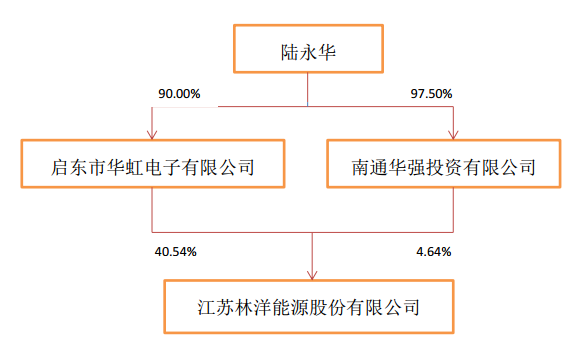 陆永华
90.00%
97.50%
启东市华虹电子有限公司
南通华强投资有限公司
40.54%
4.64%
江苏林洋能源股份有限公司